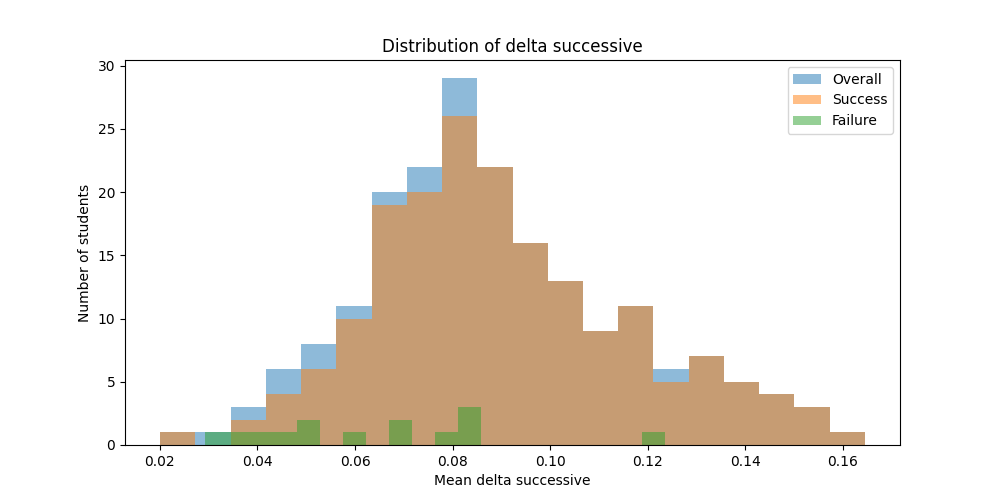 Distribution of delta successive
Overall
Success
Failure
Number of students
30
25
20
15
10
5
0
0.02 0.04 0.06 0.08 0.10 0.12 0.14 0.16
Mean delta successive